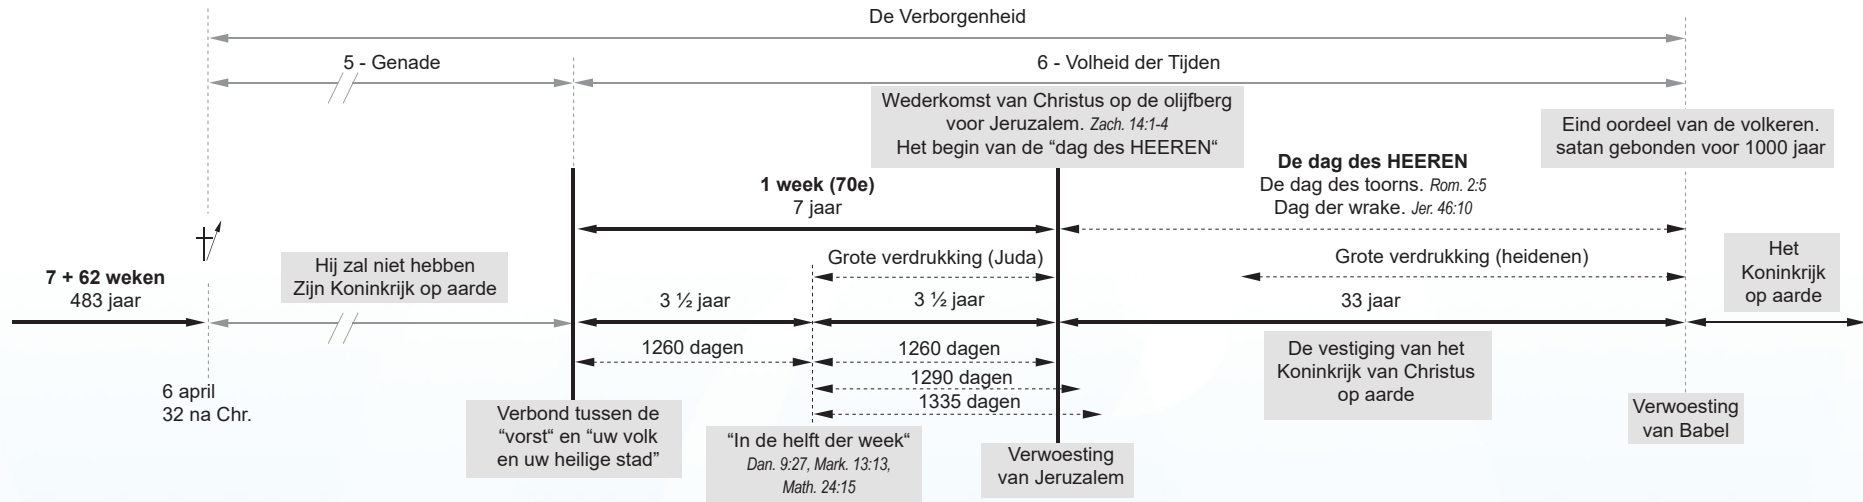 De Verborgenheid
5 - Genade
6 - Volheid der Tijden
Wederkomst van Christus op de olijfberg
voor Jeruzalem. Zach. 14:1-4
Het begin van de “dag des HEEREN“
Eind oordeel van de volkeren.
satan gebonden voor 1000 jaar
De dag des HEEREN
De dag des toorns. Rom. 2:5
Dag der wrake. Jer. 46:10
1 week (70e)
7 jaar
Grote verdrukking (Juda)
Grote verdrukking (heidenen)
Het
Koninkrijk
op aarde
7 + 62 weken
483 jaar
Hij zal niet hebben
Zijn Koninkrijk op aarde
3 ½ jaar
3 ½ jaar
33 jaar
1260 dagen
1260 dagen
1290 dagen
1335 dagen
De vestiging van het
Koninkrijk van Christus
op aarde
6 april
32 na Chr.
Verbond tussen de
“vorst“ en “uw volk
en uw heilige stad”
“In de helft der week“
Dan. 9:27, Mark. 13:13,
Math. 24:15
Verwoesting
van Jeruzalem
Verwoesting
van Babel